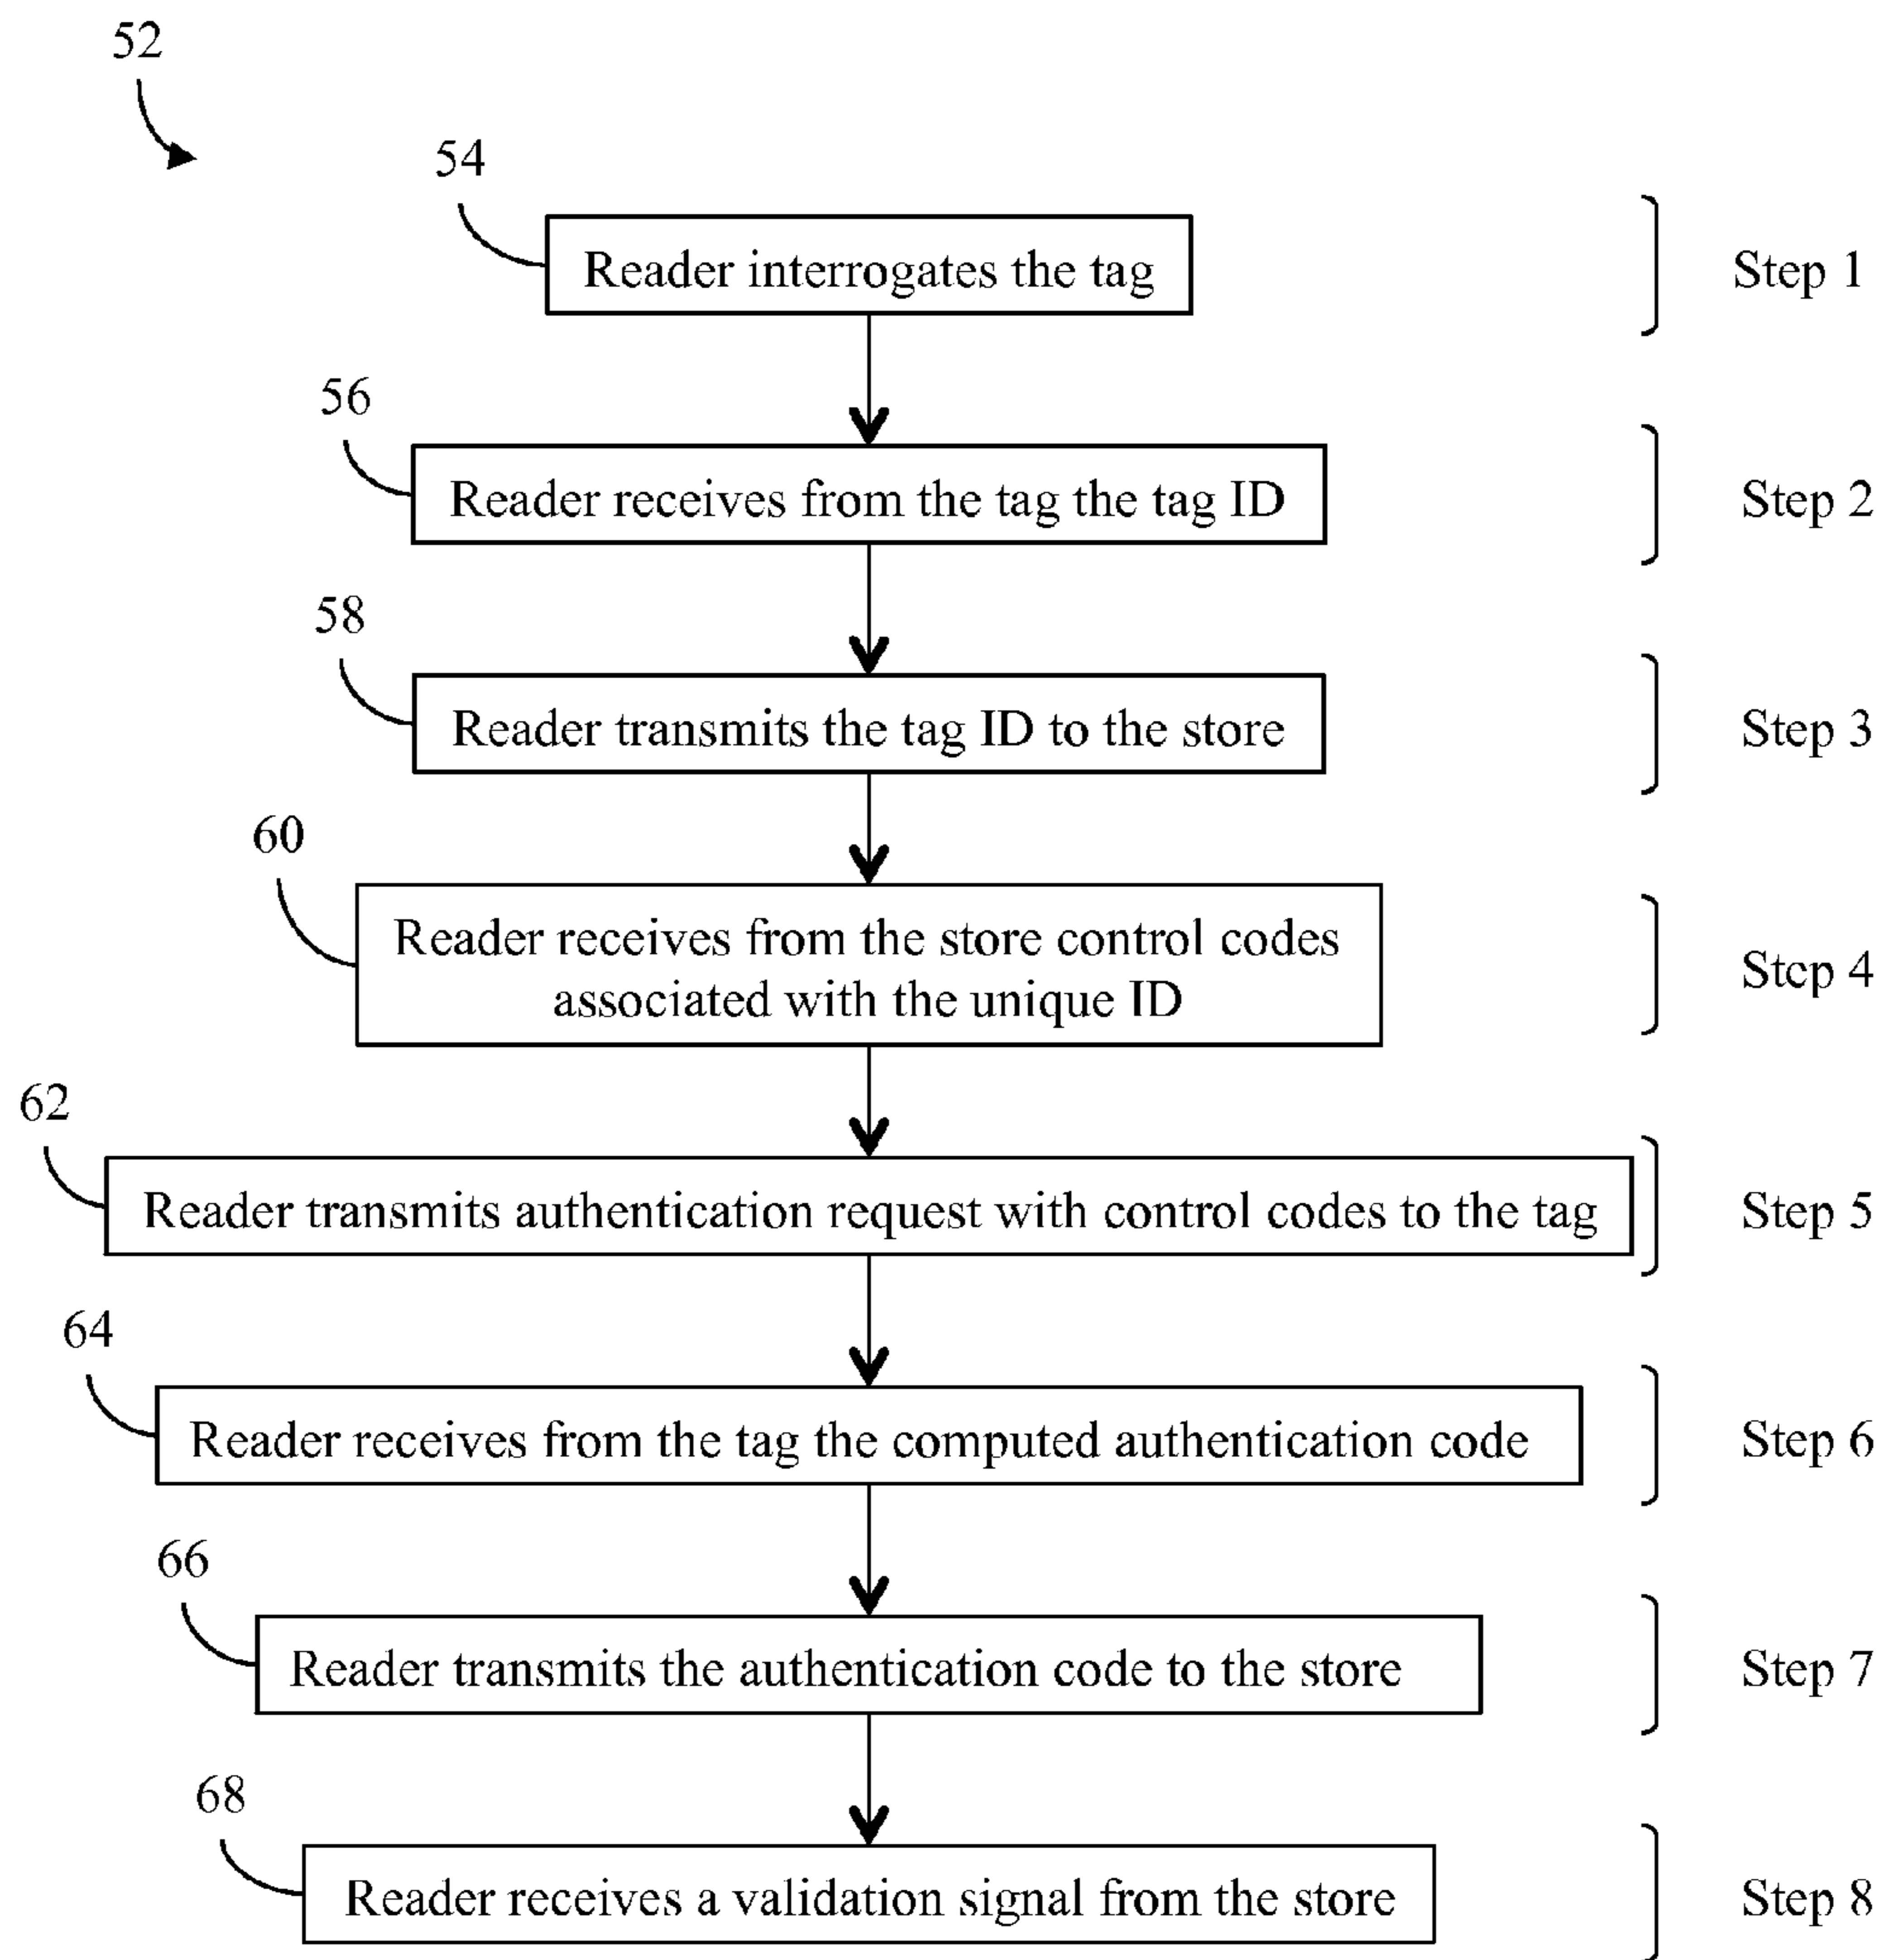 52
54
Reader interrogates the tag
Step 1
56
Reader receives from the tag the tag ID
Step 2
58
Reader transmits the tag ID to the store
Step 3
60
Reader receives from the store control codes
associated with the unique ID
Step 4
62
Reader transmits authentication request with control codes to the tag
Step 5
64
Reader receives from the tag the computed authentication code
Step 6
66
Reader transmits the authentication code to the store
Step 7
68
Reader receives a validation signal from the store
Step 8